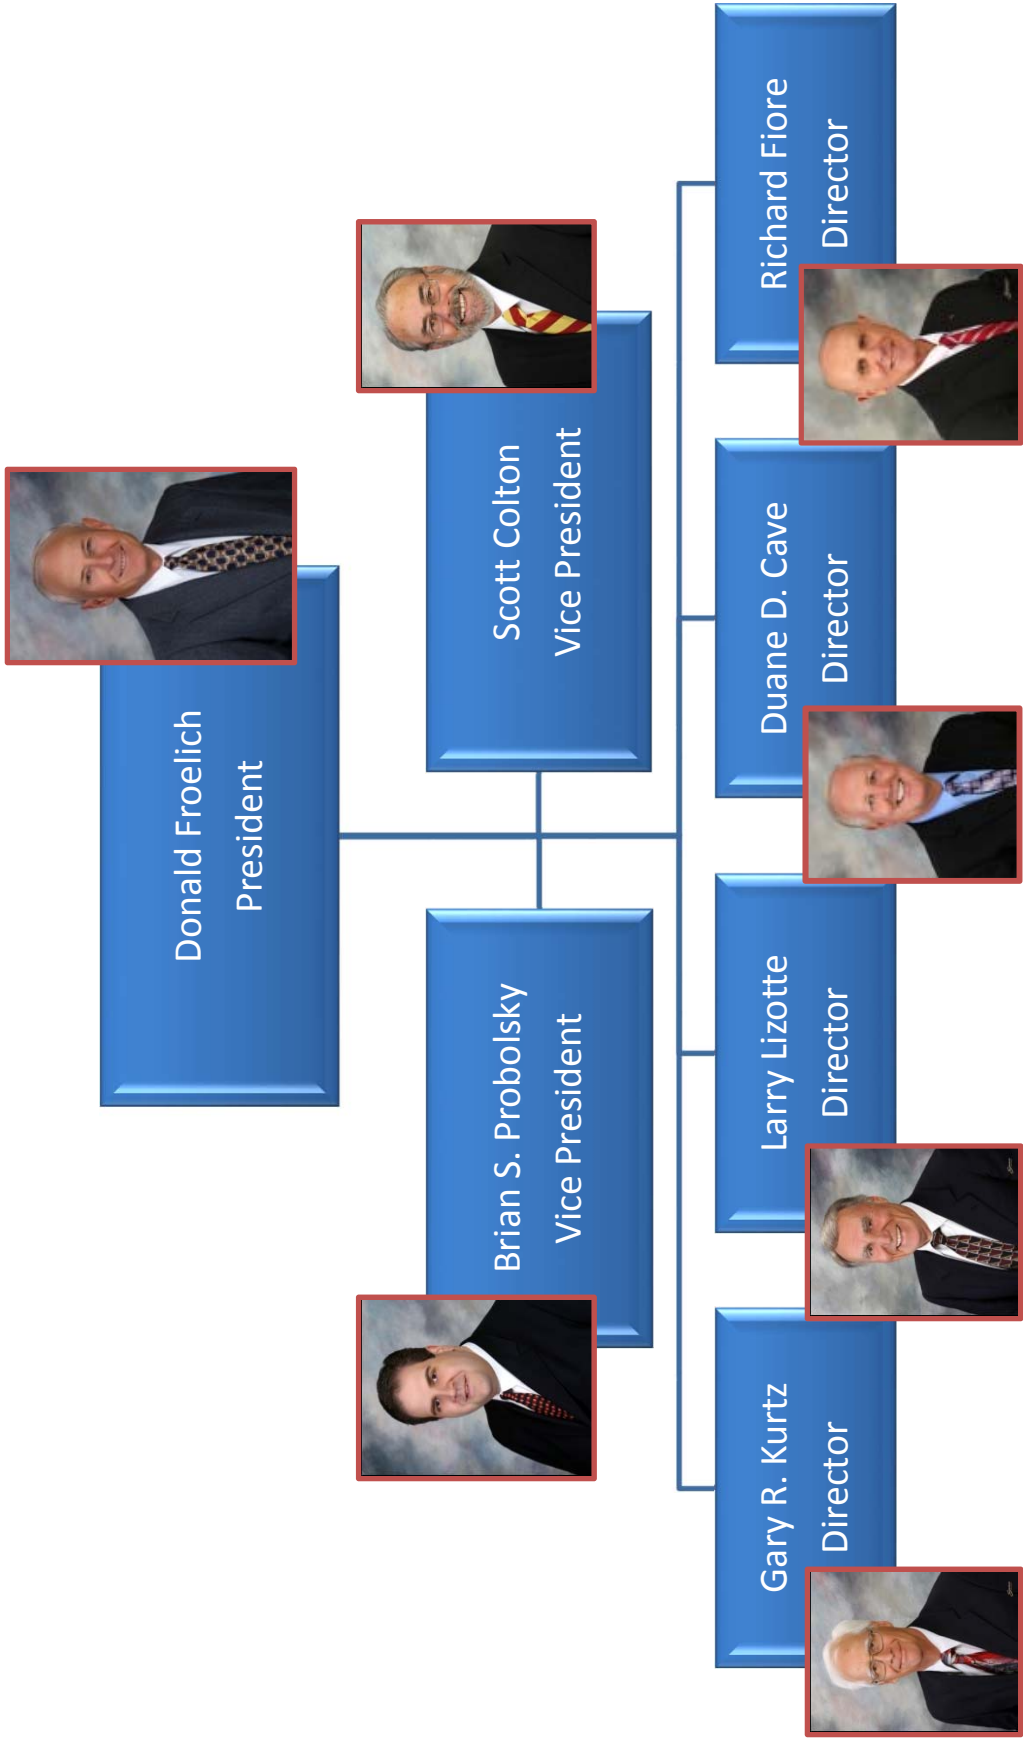 Donald Froelich
President
Brian S. Probolsky
Vice President
Scott Colton
Vice President
Gary R. Kurtz
Director
Larry Lizotte
Director
Duane D. Cave
Director
Richard Fiore
Director